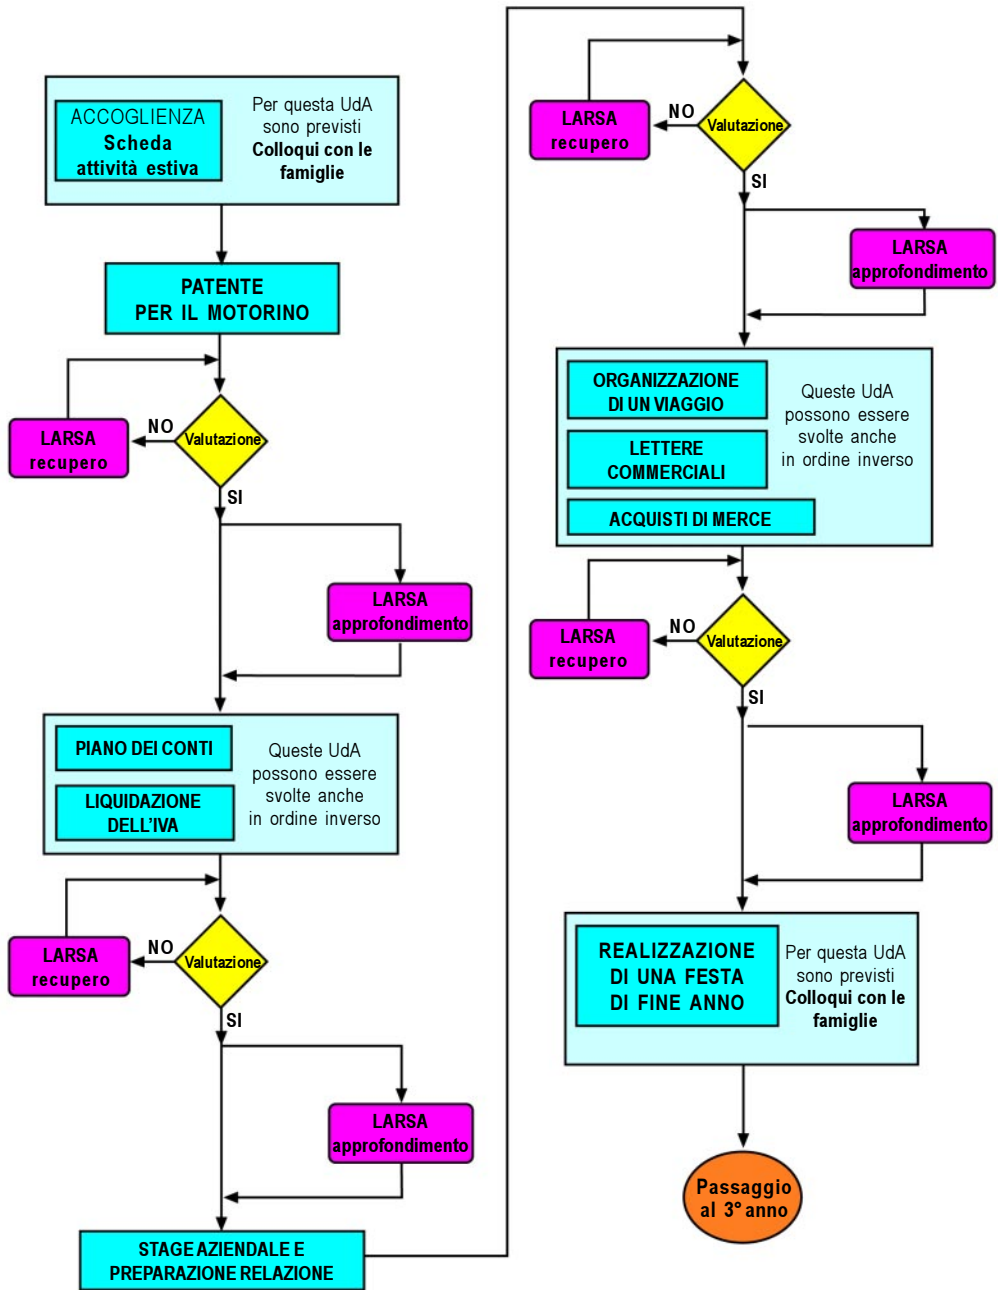 ACCOGLIENZA
Scheda
attività estiva
Per questa UdA
sono previsti
Colloqui con le
famiglie
PATENTE
PER IL MOTORINO
LARSA
recupero
NO
Valutazione
SI
LARSA
approfondimento
PIANO DEI CONTI
LIQUIDAZIONE
DELL'IVA
Queste UdA
possono essere
svolte anche
in ordine inverso
LARSA
recupero
NO
Valutazione
SI
LARSA
approfondimento
STAGE AZIENDALE E
PREPARAZIONE RELAZIONE
LARSA
recupero
NO
Valutazione
SI
LARSA
approfondimento
ORGANIZZAZIONE
DI UN VIAGGIO
LETTERE
COMMERCIALI
ACQUISTI DI MERCE
Queste UdA
possono essere
svolte anche
in ordine inverso
LARSA
recupero
NO
Valutazione
SI
LARSA
approfondimento
REALIZZAZIONE
DI UNA FESTA
DI FINE ANNO
Per questa UdA
sono previsti
Colloqui con le
famiglie
Passaggio
al 3° anno